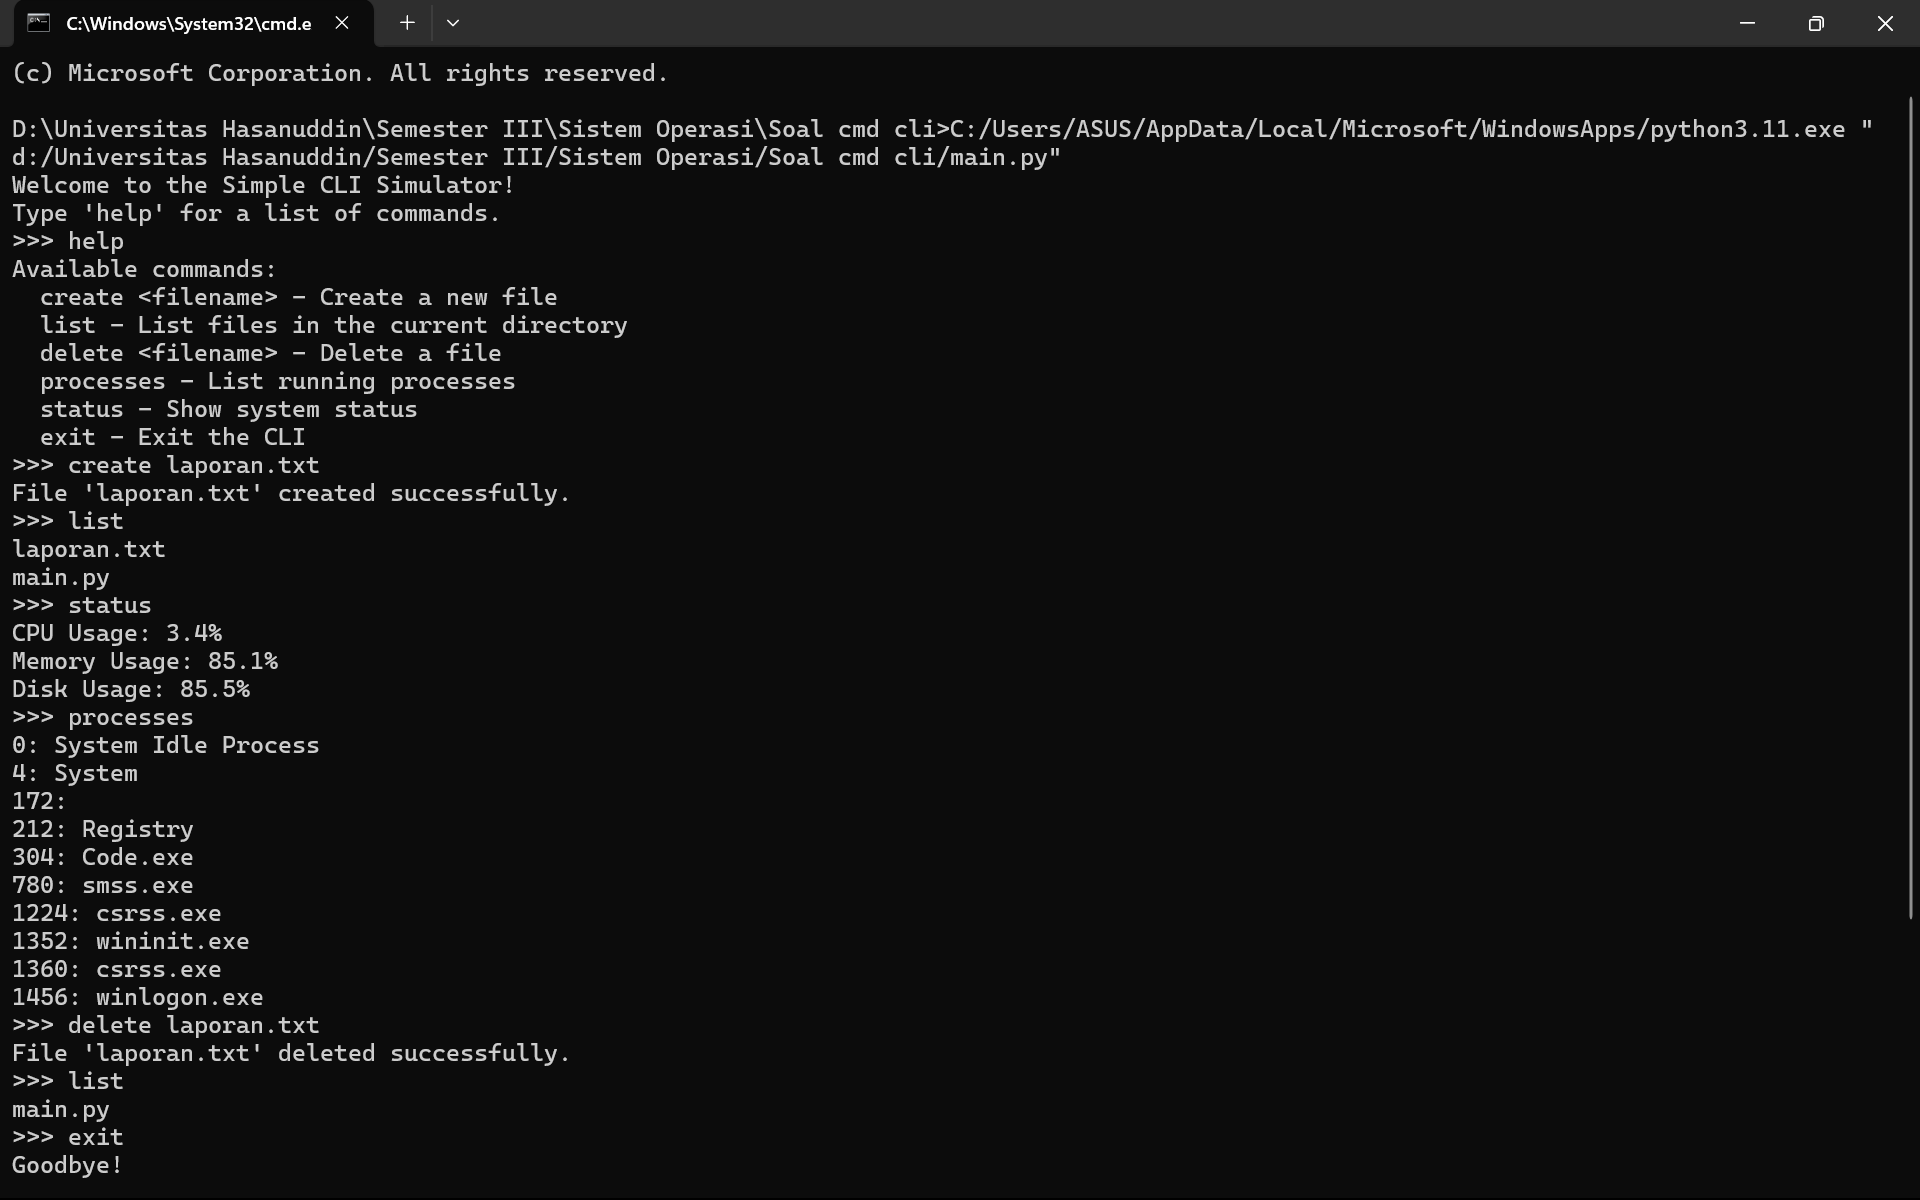 C:\Windows\System32\cmd.e
(c) Microsoft Corporation. All rights reserved.
D:\Universitas Hasanuddin\Semester III\Sistem Operasi\Soal cmd cli>C:/Users/ASUS/AppData/Local/Microsoft/WindowsApps/python3.11.exe "
d:/Universitas Hasanuddin/Semester III/Sistem Operasi/Soal cmd cli/main.py"
Welcome to the Simple CLI Simulator!
Type 'help' for a list of commands.
>>> help
Available commands:
  create <filename> - Create a new file
  list - List files in the current directory
  delete <filename> - Delete a file
  processes - List running processes
  status - Show system status
  exit - Exit the CLI
>>> create laporan.txt
File 'laporan.txt' created successfully.
>>> list
laporan.txt
main.py
>>> status
CPU Usage: 3.4%
Memory Usage: 85.1%
Disk Usage: 85.5%
>>> processes
0: System Idle Process
4: System
172:
212: Registry
304: Code.exe
780: smss.exe
1224: csrss.exe
1352: wininit.exe
1360: csrss.exe
1456: winlogon.exe
>>> delete laporan.txt
File 'laporan.txt' deleted successfully.
>>> list
main.py
>>> exit
Goodbye!